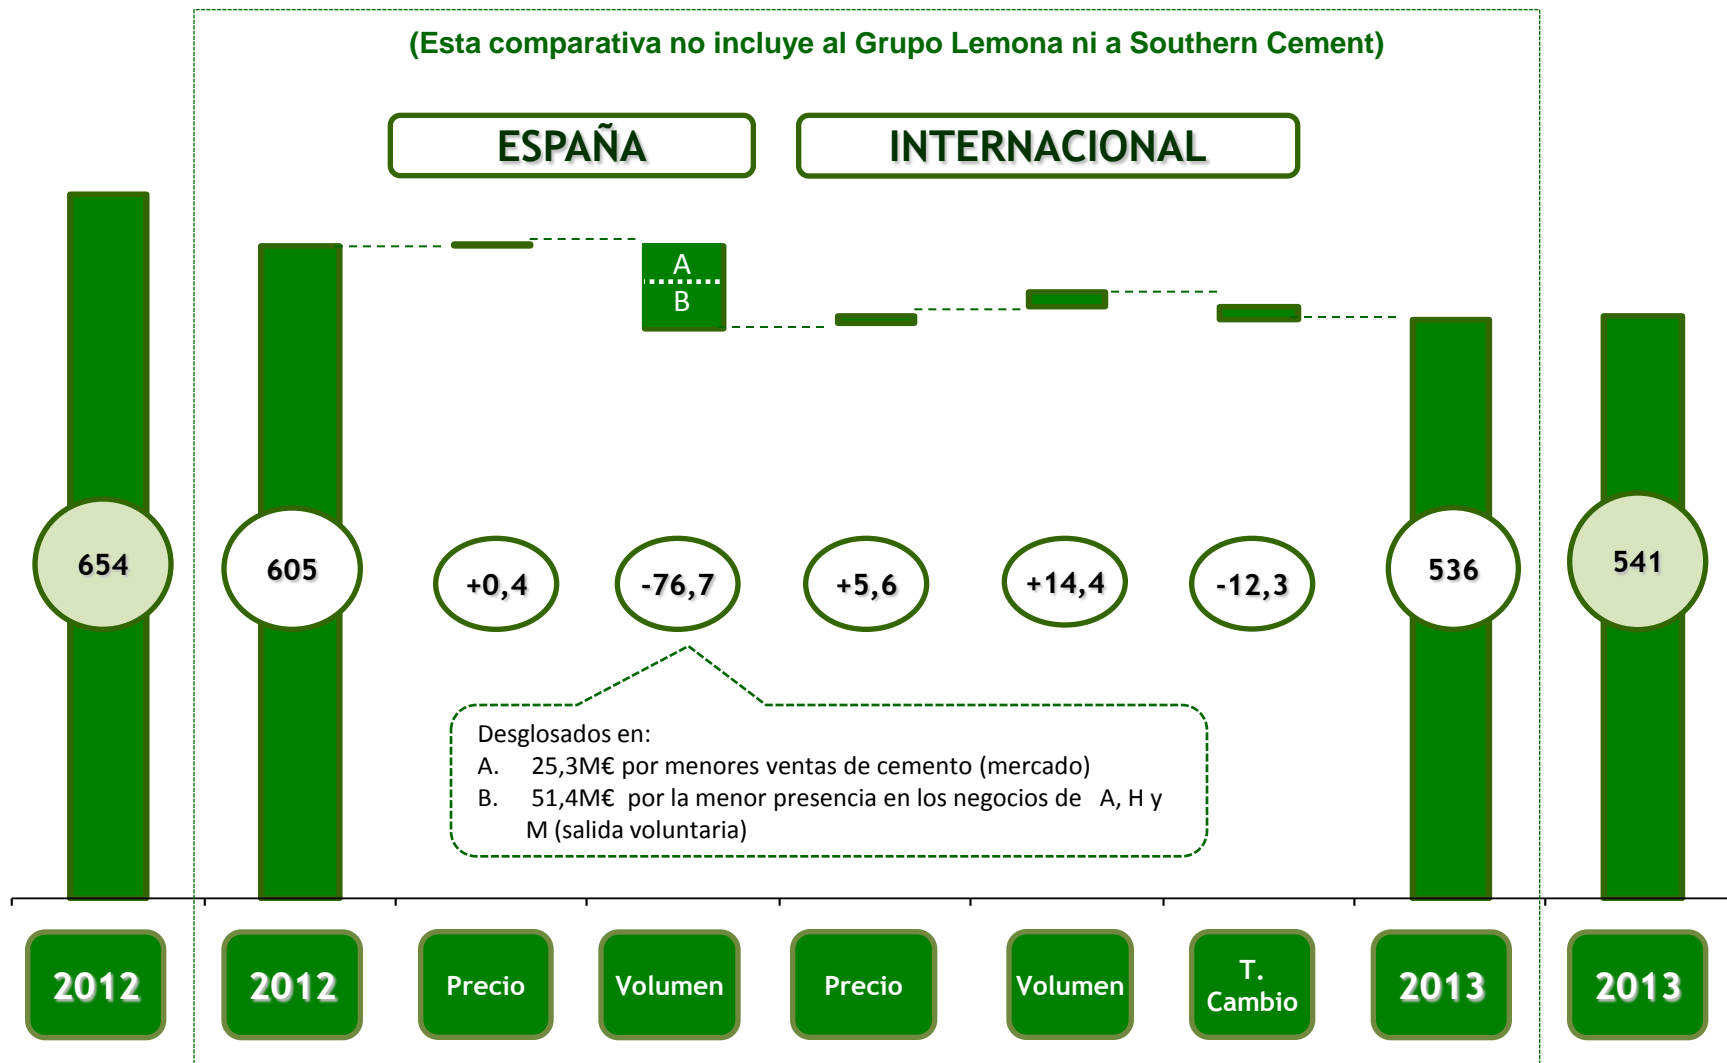 (Esta comparativa no incluye al Grupo Lemona ni a Southern Cement)
ESPAÑA
INTERNACIONAL
A
B
654
605
+0,4
-76,7
+5,6
+14,4
-12,3
536
541
Desglosados en:
A. 25,3M€ por menores ventas de cemento (mercado)
B. 51,4M€ por la menor presencia en los negocios de A, H y
M (salida voluntaria)
2012
2012
Precio
Volumen
Precio
Volumen
T.
Cambio
2013
2013